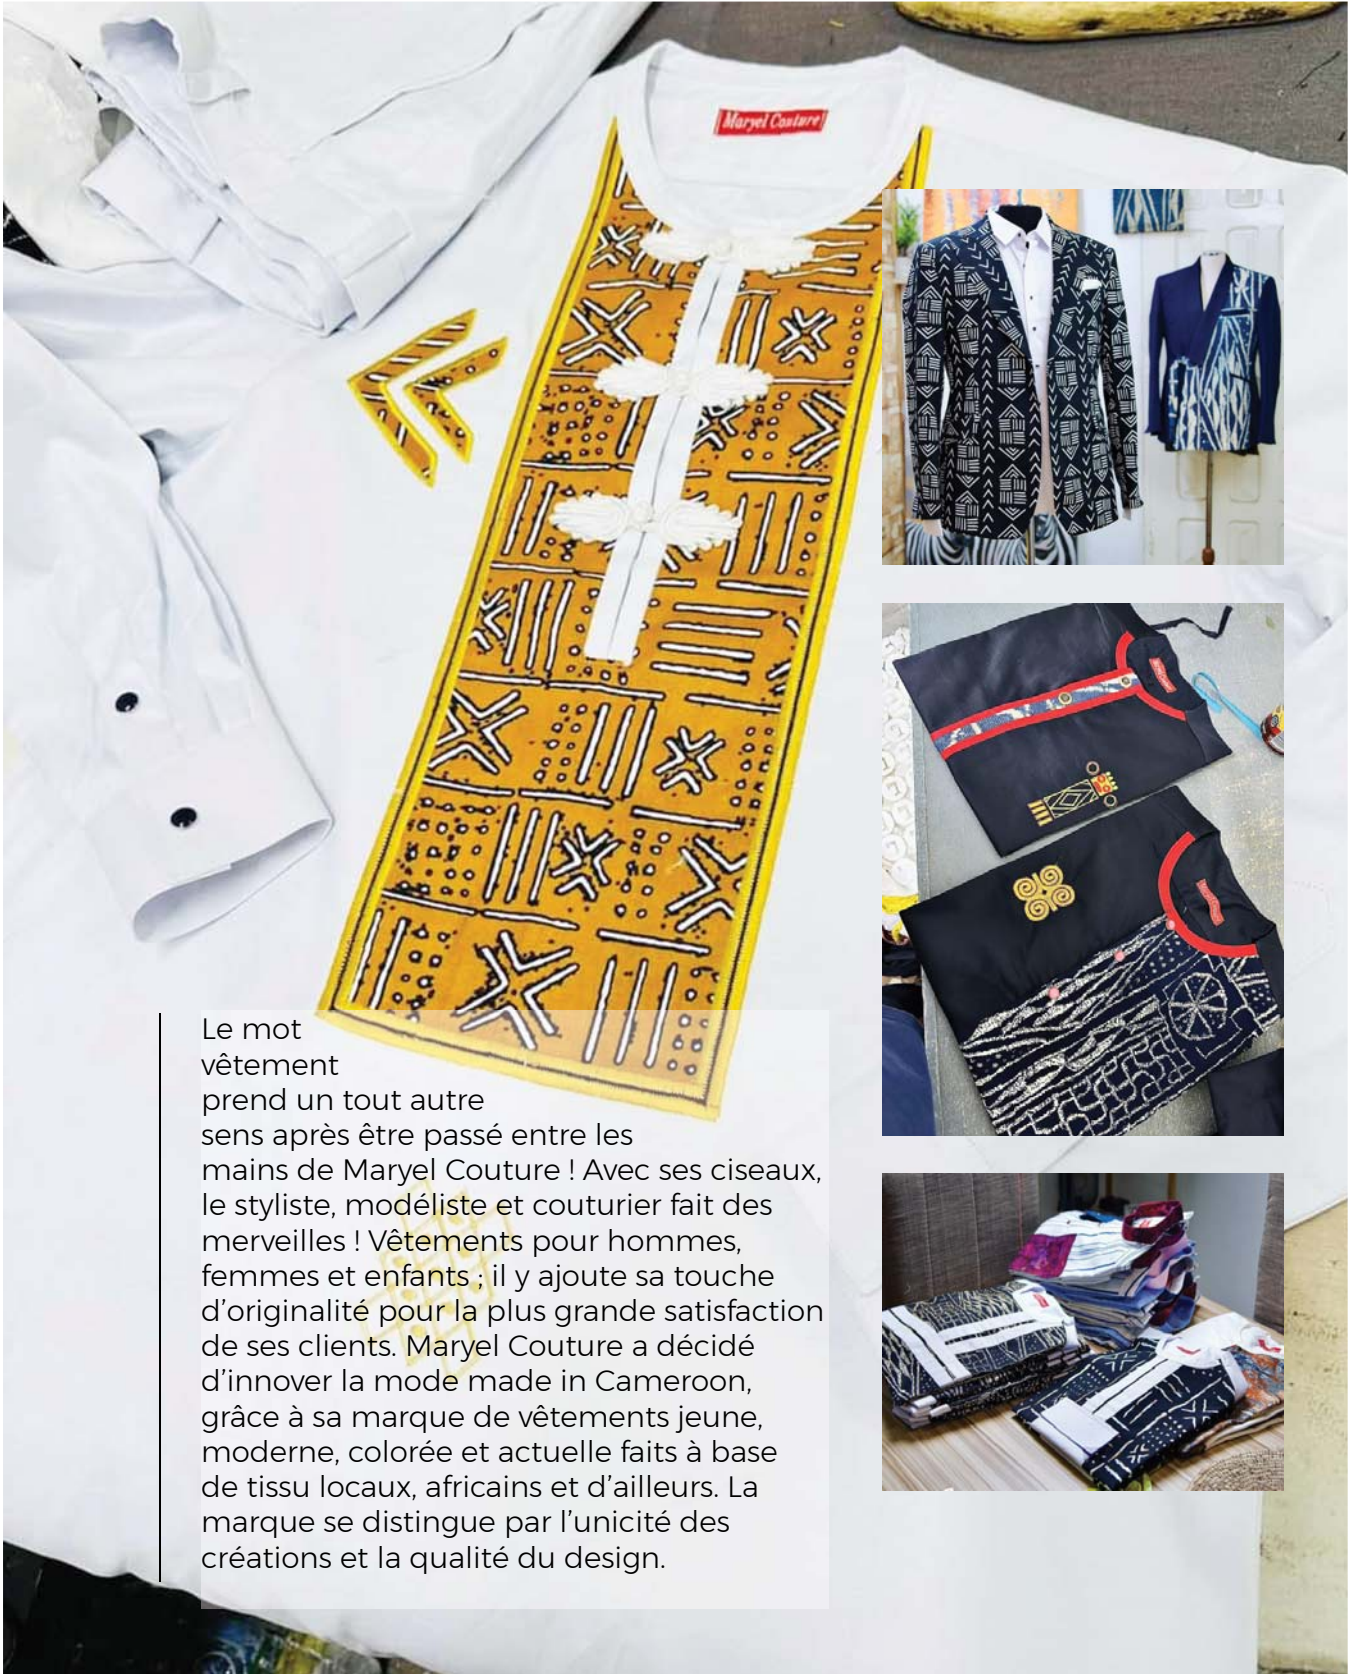 Maryel Couture
Le mot
vêtement
prend un tout autre
sens après être passé entre les
mains de Maryel Couture ! Avec ses ciseaux,
le styliste, modéliste et couturier fait des
merveilles ! Vêtements pour hommes,
femmes et enfants ; il y ajoute sa touche
d’originalité pour la plus grande satisfaction
de ses clients. Maryel Couture a décidé
d’innover la mode made in Cameroon,
grâce à sa marque de vêtements jeune,
moderne, colorée et actuelle faits à base
de tissu locaux, africains et d’ailleurs. La
marque se distingue par l’unicité des
créations et la qualité du design.